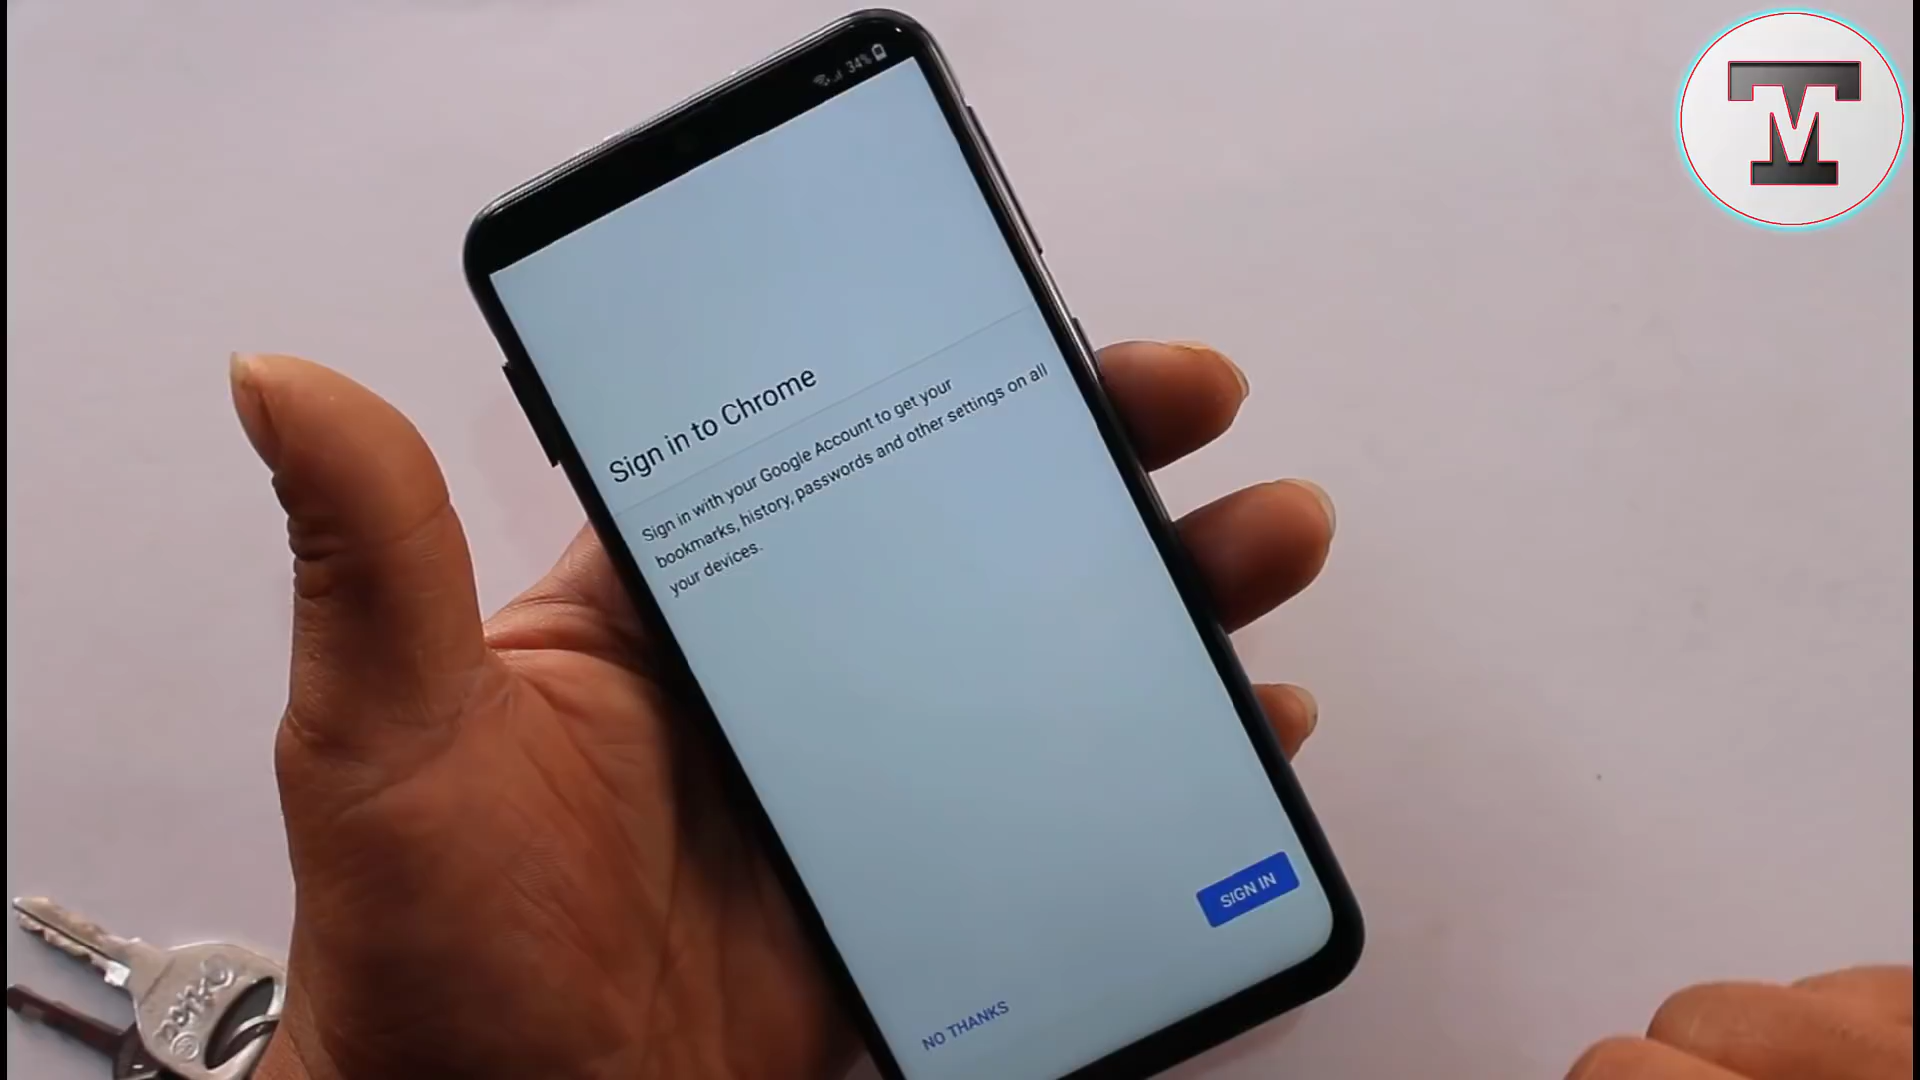 TM
34%
Sign in to Chrome
Sign in with your Google Account to get your
bookmarks, history, passwords and other settings on all
your devices.
SIGN IN
NO THANKS